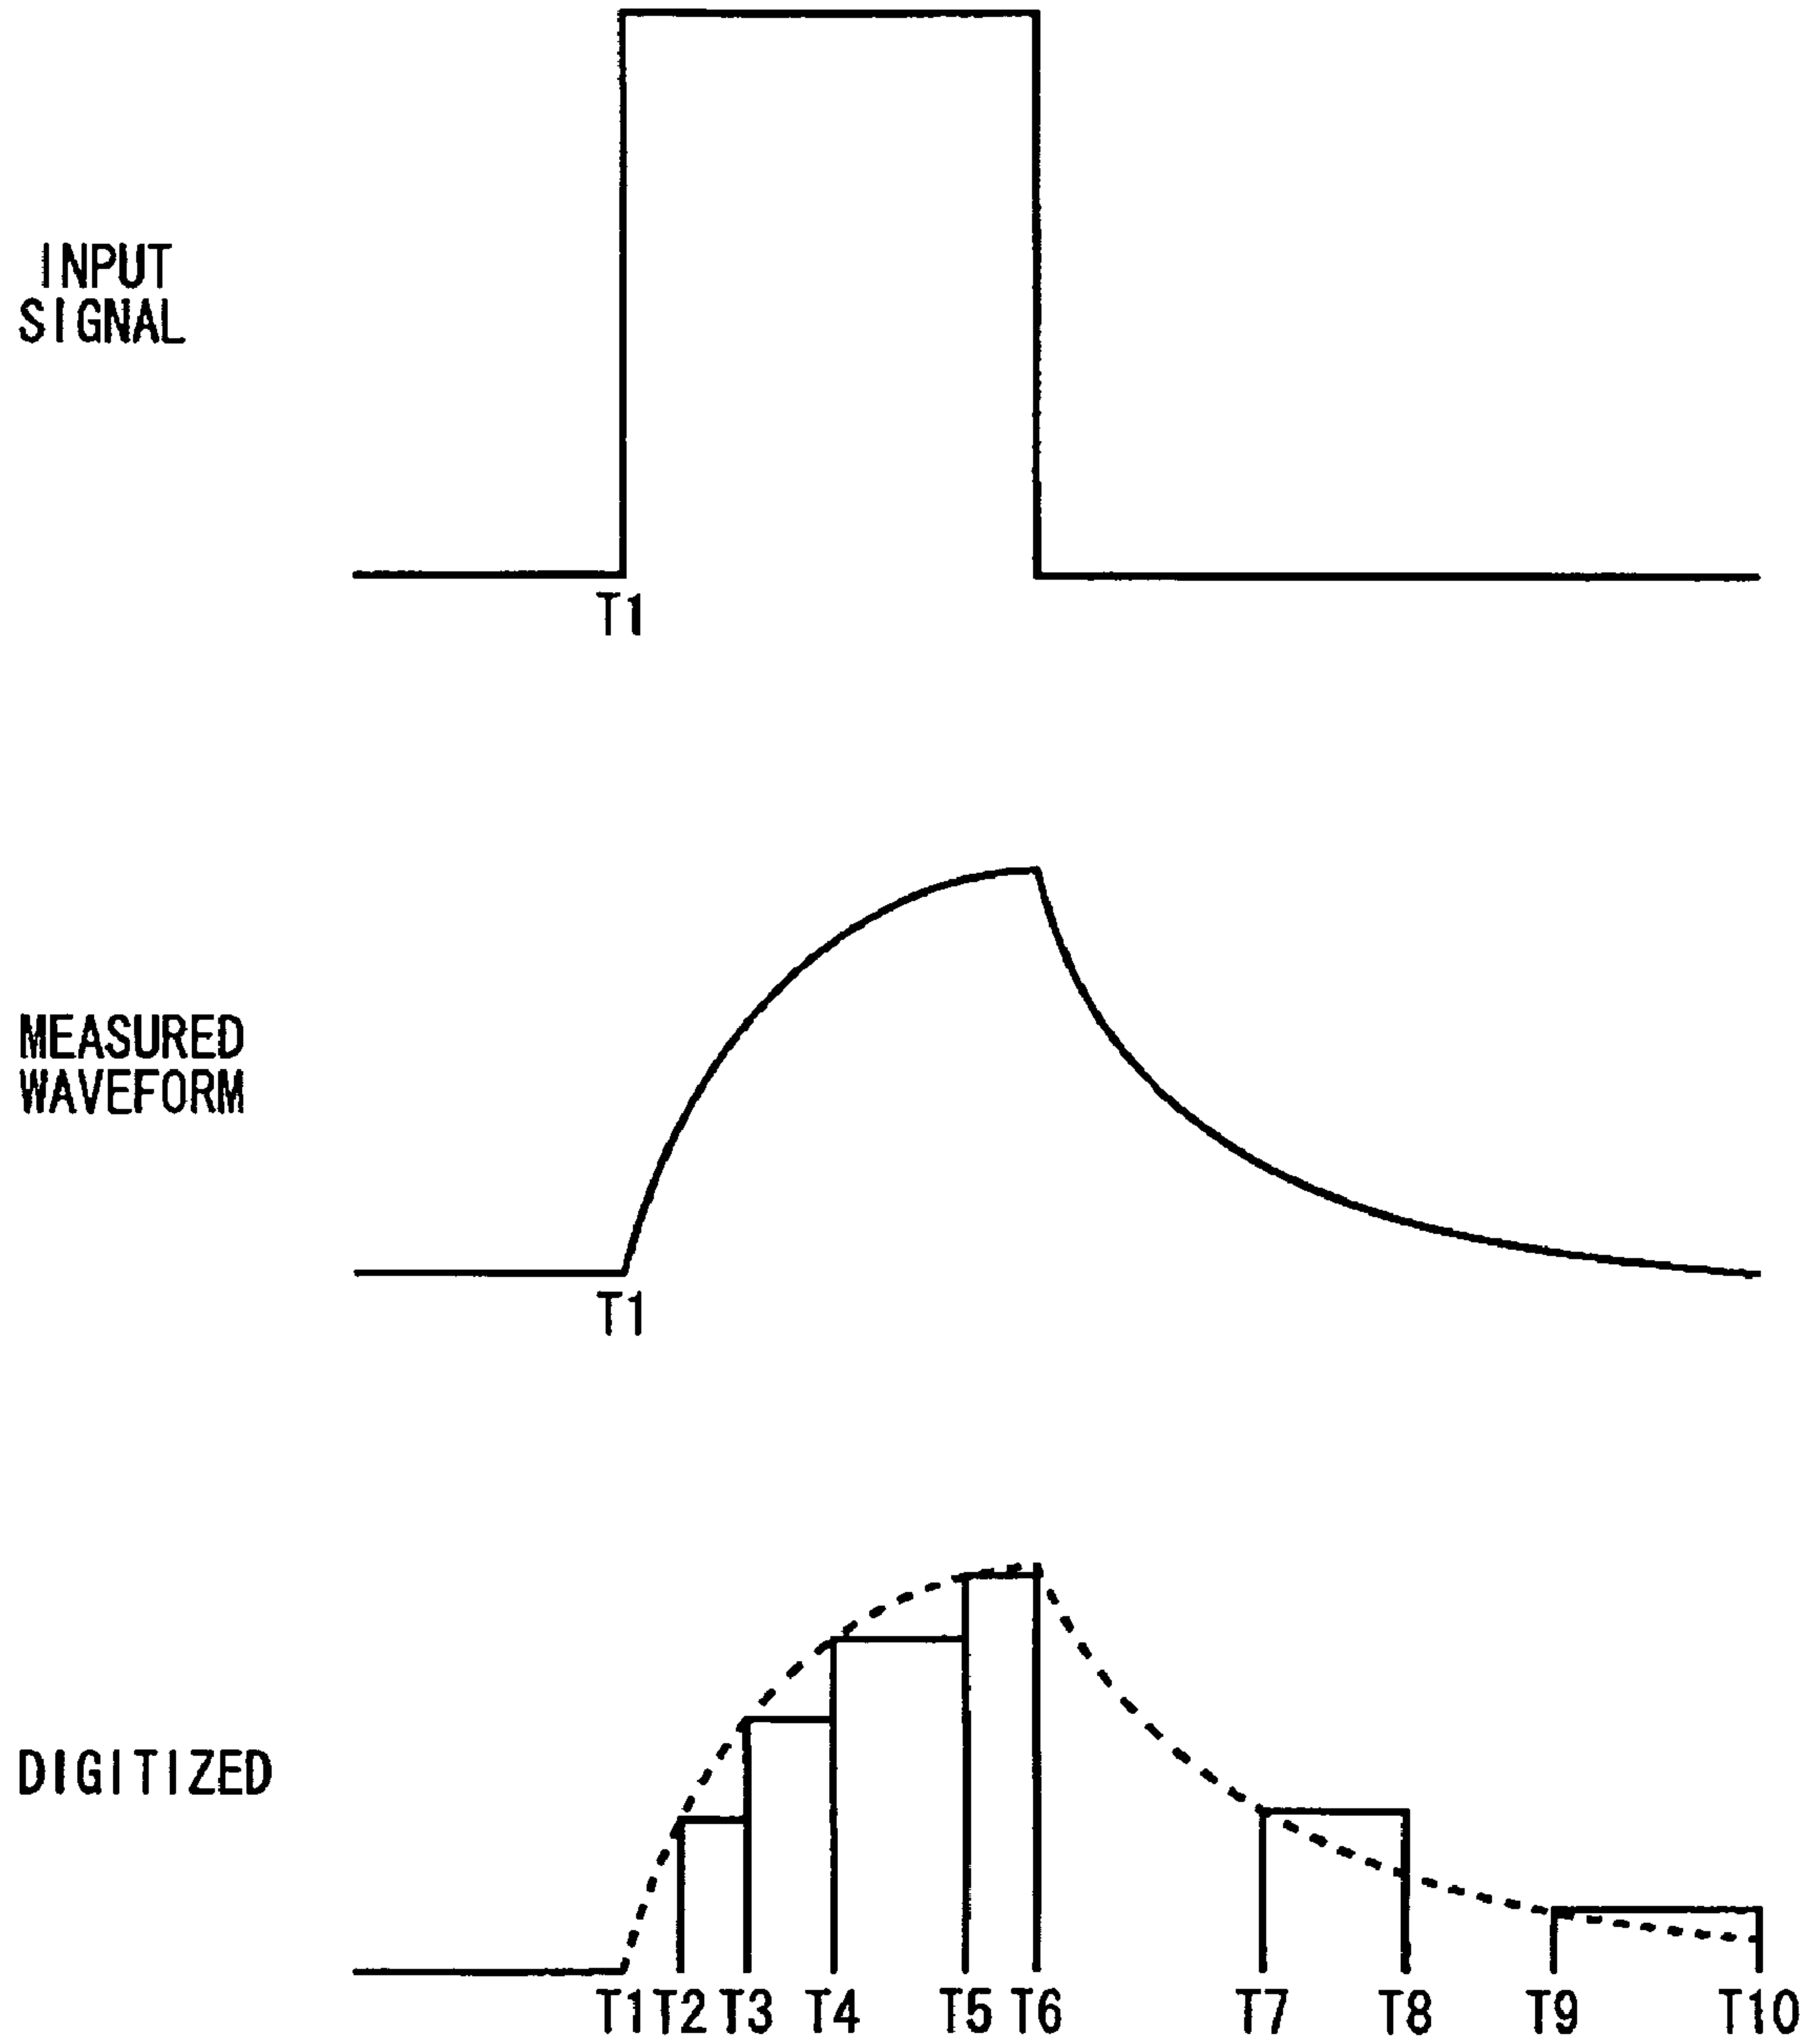 INPUT
SIGNAL
T1
MEASURED
WAVEFORM
T1
DIGITIZED
T1 T2 T3 T4 T5 T6 T7 T8 T9 T10